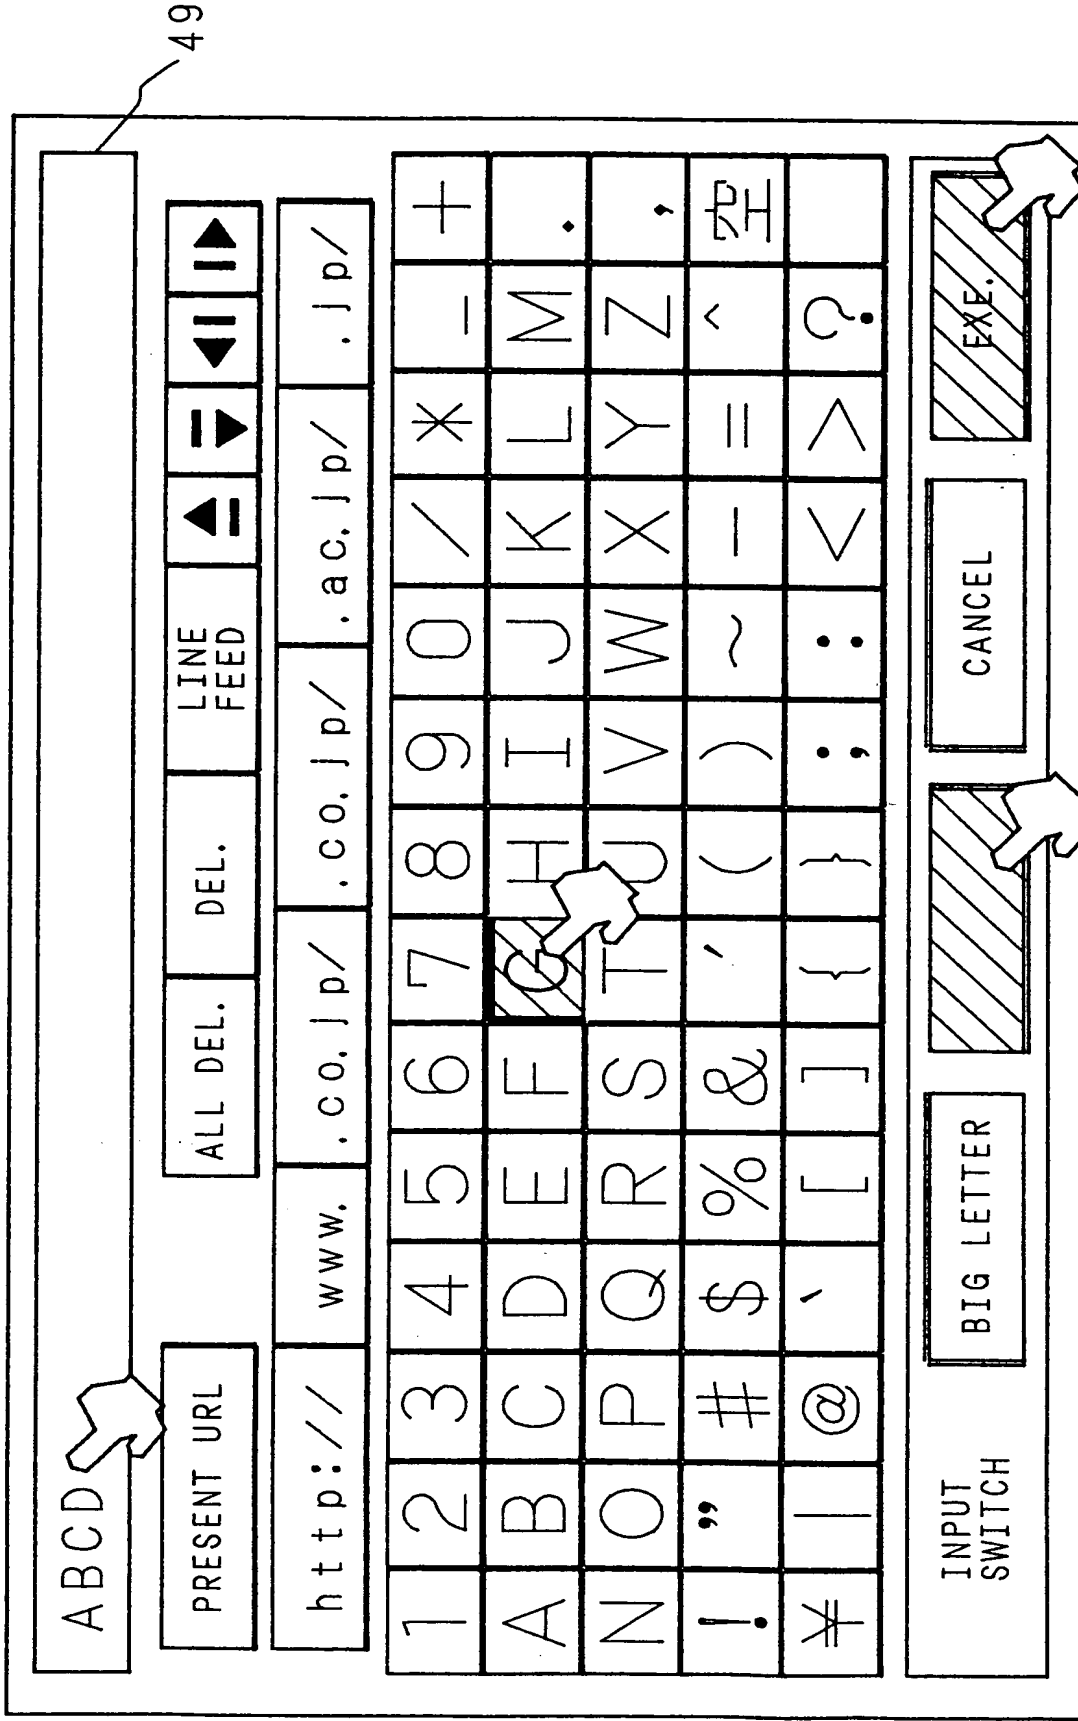 49
ABCD
PRESENT URL ALL DEL. DEL. LINE FEED
http:// www. .co.jp/ .co.jp/ .ac.jp/ .jp/
1 2 3 4 5 6 7 8 9 0 / * - +
A B C D E F G H I J K L M .
N O P Q R S T U V W X Y Z ,
! " # $ % & ' ( ) ~ - = ^ 空
¥ | @ ` [ ] { } ; : < > ?
INPUT SWITCH BIG LETTER CANCEL EXE.